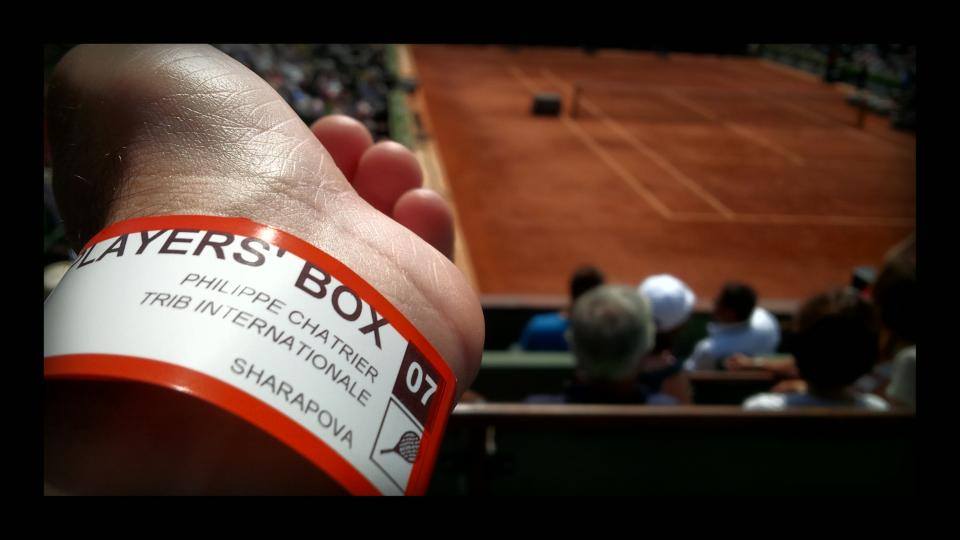 PLAYERS' BOX
PHILIPPE CHATRIER
TRIB INTERNATIONALE
SHARAPOVA
07